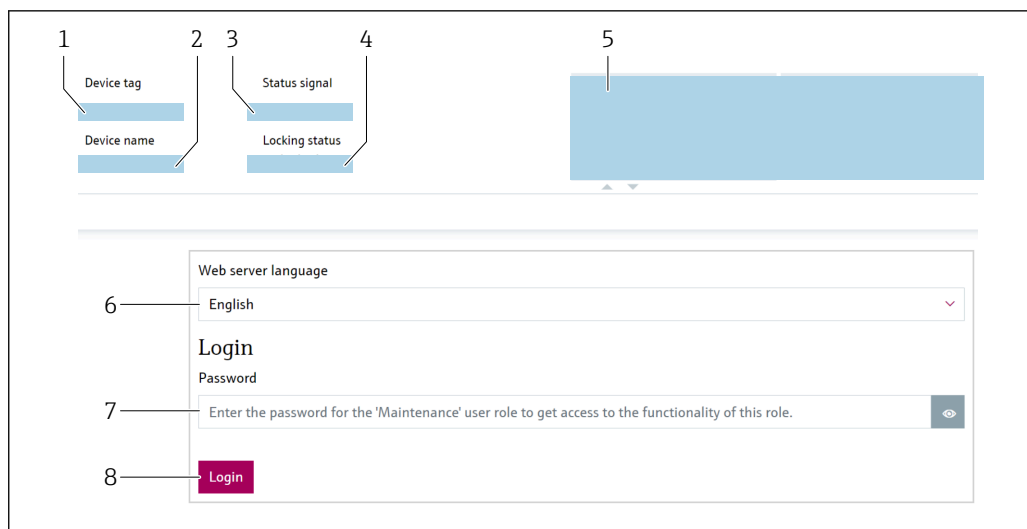 1 2 3 4 5
Device tag Status signal
Device name Locking status
Web server language
6 English
Login
Password
7 Enter the password for the 'Maintenance' user role to get access to the functionality of this role.
8 Login